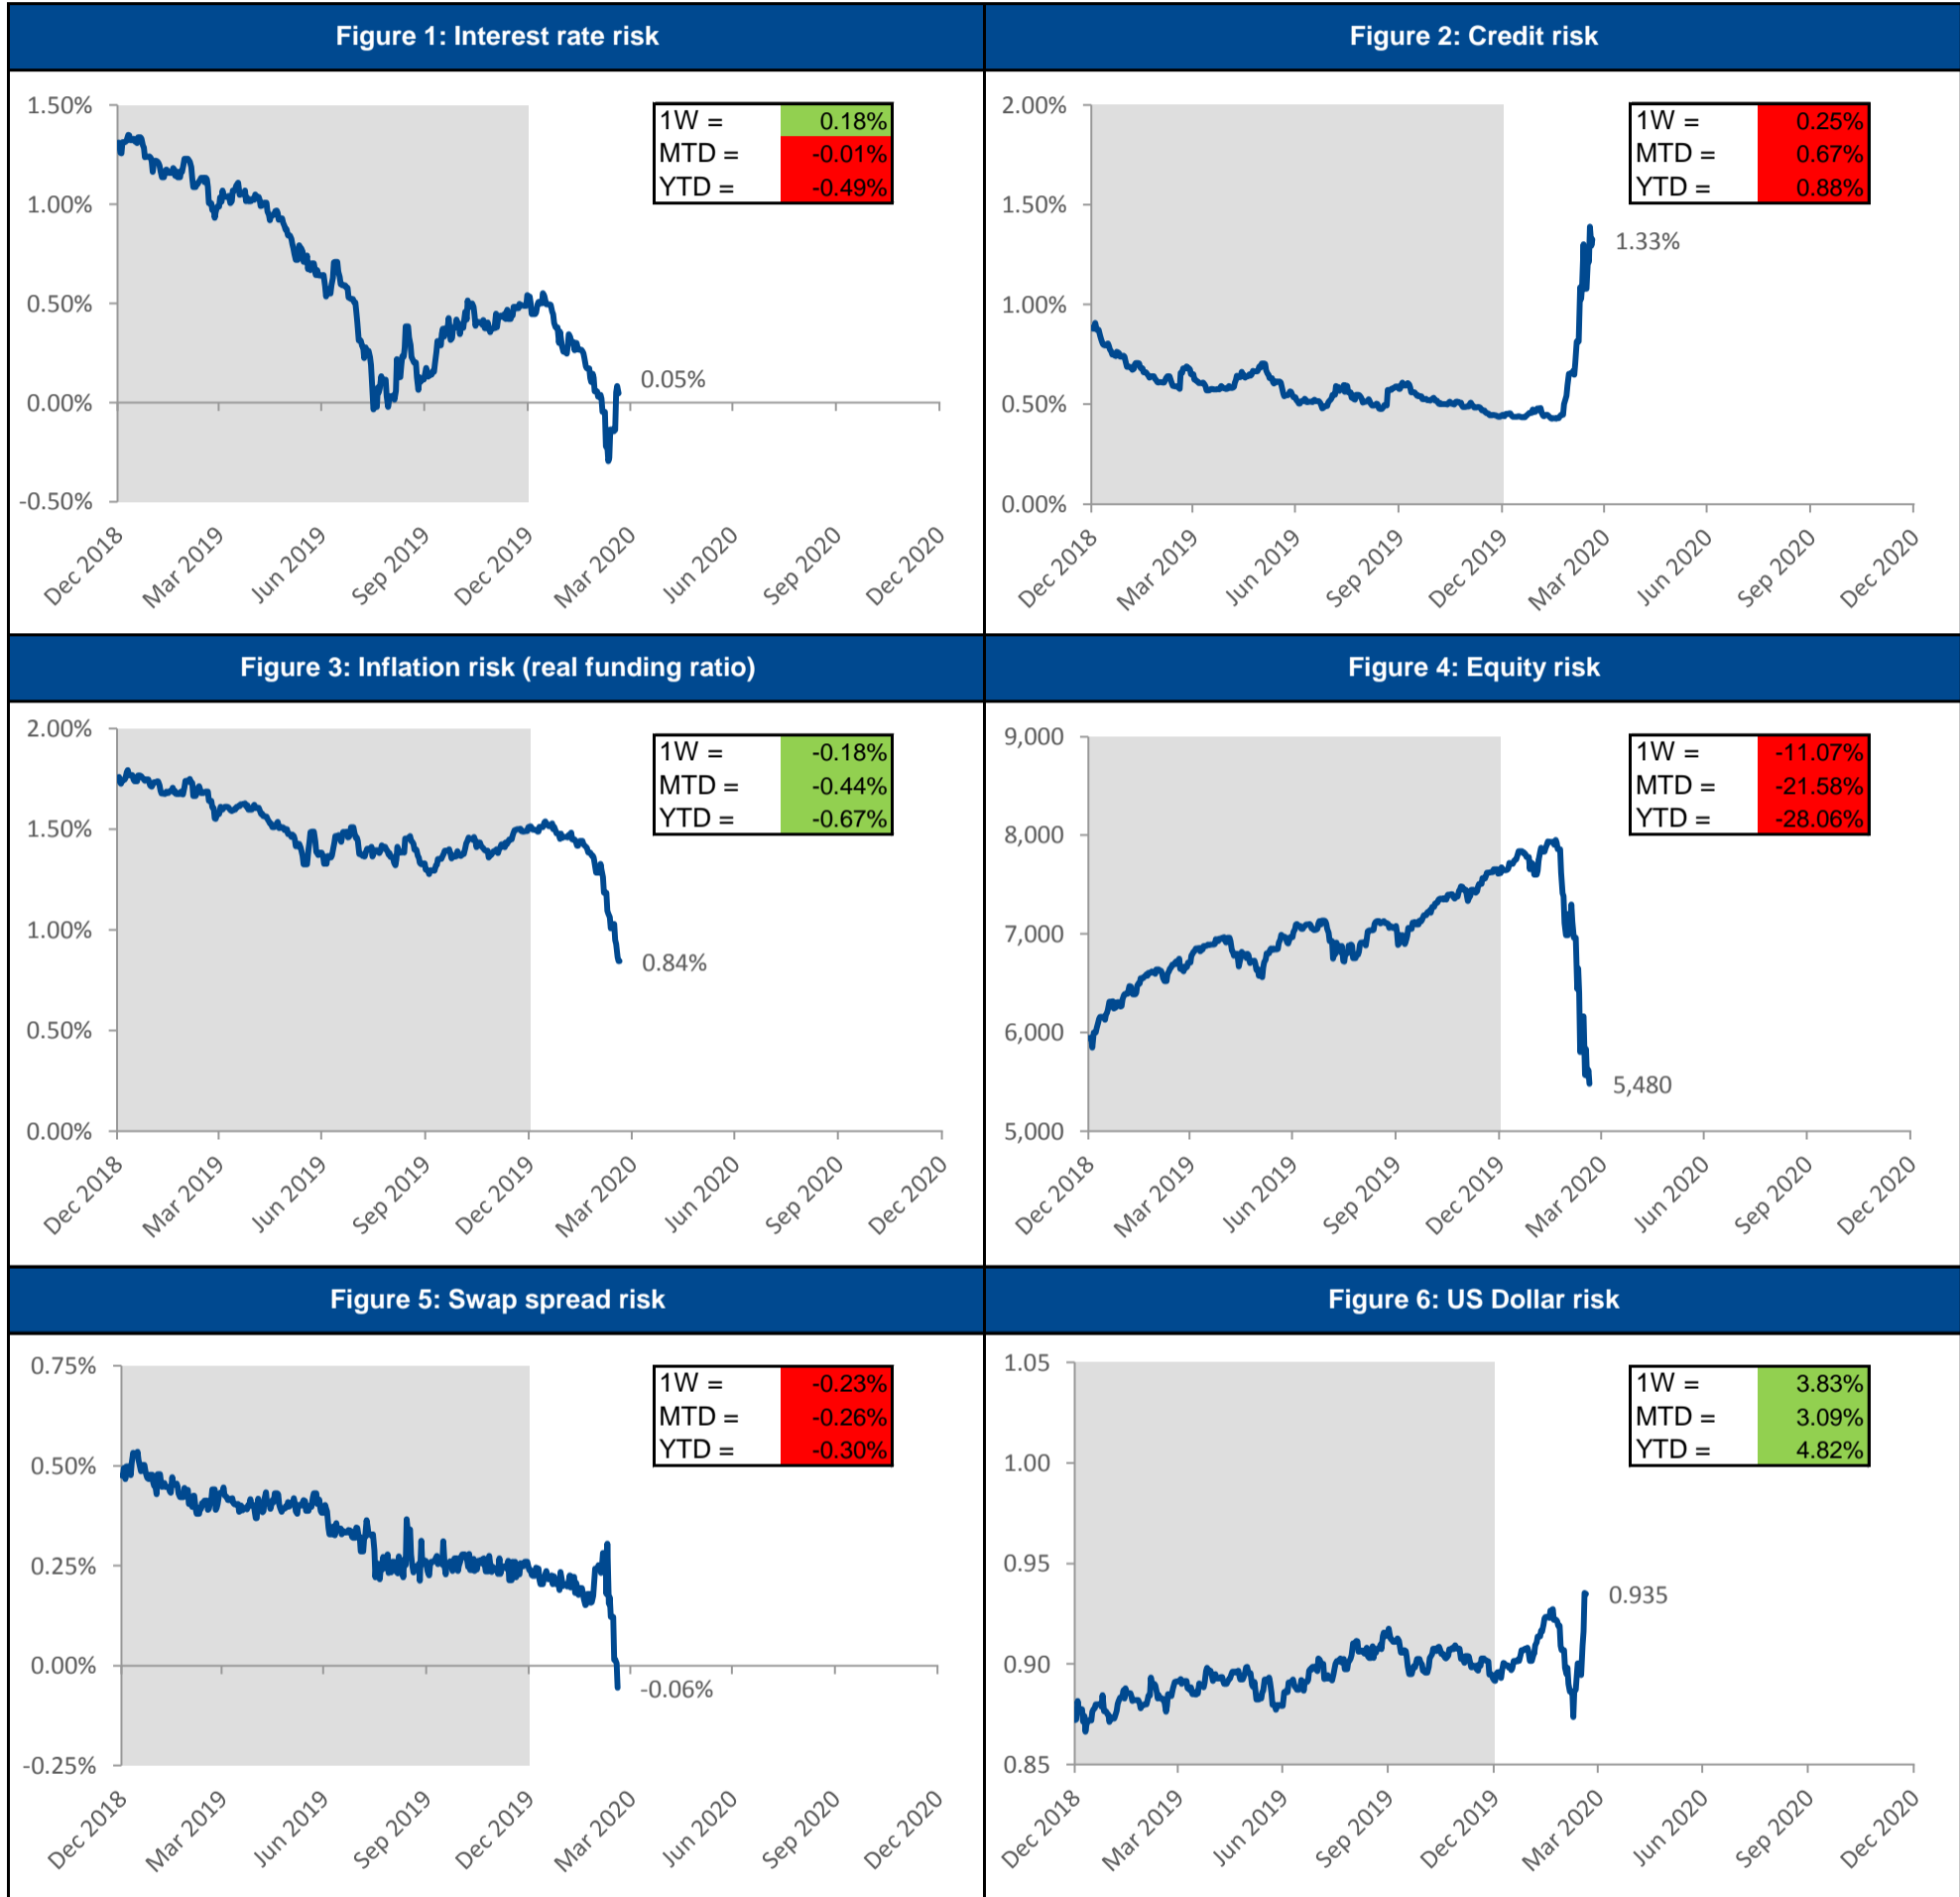 Figure 1: Interest rate risk
1.50%
1.00%
0.50%
0.00%
-0.50%
1W = 0.18%
MTD = -0.01%
YTD = -0.49%
0.05%
Dec 2018 Mar 2019 Jun 2019 Sep 2019 Dec 2019 Mar 2020 Jun 2020 Sep 2020 Dec 2020
Figure 2: Credit risk
2.00%
1.50%
1.00%
0.50%
0.00%
1W = 0.25%
MTD = 0.67%
YTD = 0.88%
1.33%
Dec 2018 Mar 2019 Jun 2019 Sep 2019 Dec 2019 Mar 2020 Jun 2020 Sep 2020 Dec 2020
Figure 3: Inflation risk (real funding ratio)
2.00%
1.50%
1.00%
0.50%
0.00%
1W = -0.18%
MTD = -0.44%
YTD = -0.67%
0.84%
Dec 2018 Mar 2019 Jun 2019 Sep 2019 Dec 2019 Mar 2020 Jun 2020 Sep 2020 Dec 2020
Figure 4: Equity risk
9,000
8,000
7,000
6,000
5,000
1W = -11.07%
MTD = -21.58%
YTD = -28.06%
5,480
Dec 2018 Mar 2019 Jun 2019 Sep 2019 Dec 2019 Mar 2020 Jun 2020 Sep 2020 Dec 2020
Figure 5: Swap spread risk
0.75%
0.50%
0.25%
0.00%
-0.25%
1W = -0.23%
MTD = -0.26%
YTD = -0.30%
-0.06%
Dec 2018 Mar 2019 Jun 2019 Sep 2019 Dec 2019 Mar 2020 Jun 2020 Sep 2020 Dec 2020
Figure 6: US Dollar risk
1.05
1.00
0.95
0.90
0.85
1W = 3.83%
MTD = 3.09%
YTD = 4.82%
0.935
Dec 2018 Mar 2019 Jun 2019 Sep 2019 Dec 2019 Mar 2020 Jun 2020 Sep 2020 Dec 2020